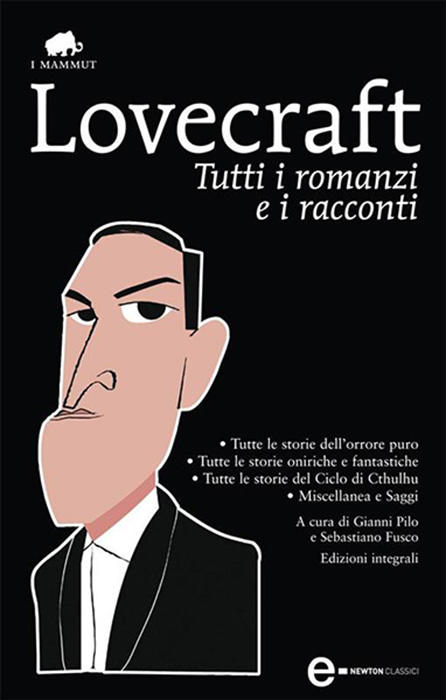 I MAMMUT
Lovecraft
Tutti i romanzi
e i racconti
• Tutte le storie dell'orrore puro
• Tutte le storie oniriche e fantastiche
• Tutte le storie del Ciclo di Cthulhu
• Miscellanea e Saggi
A cura di Gianni Pilo
e Sebastiano Fusco
Edizioni integrali
e NEWTON CLASSICI